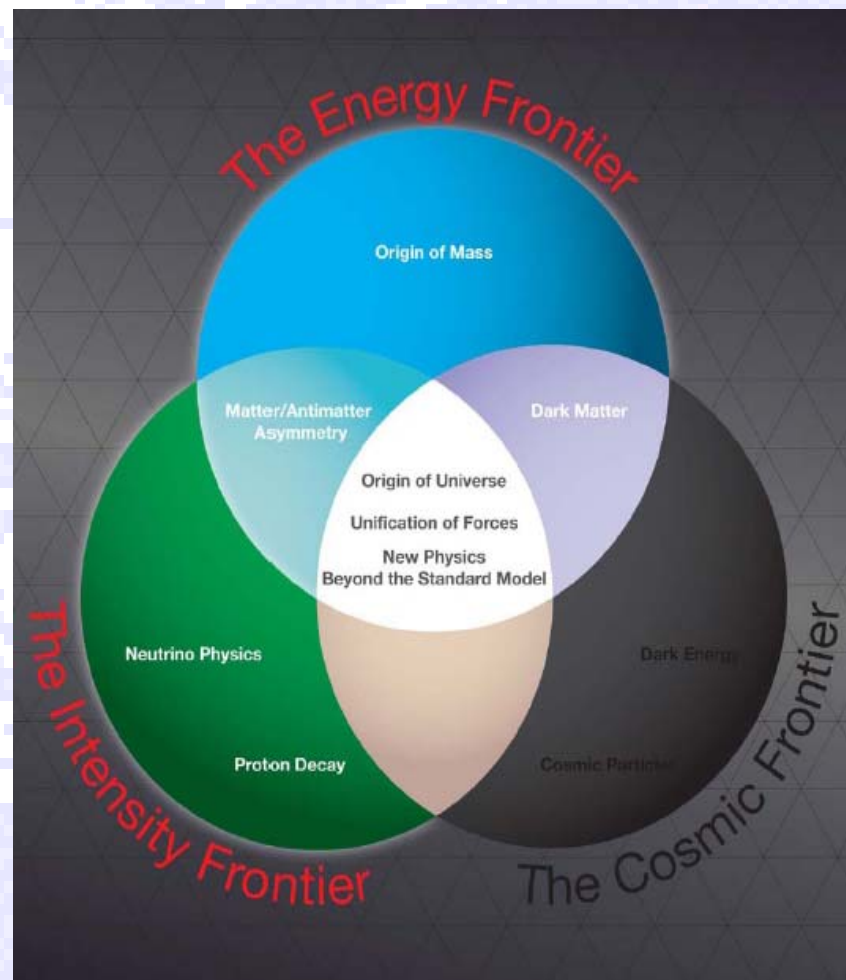 The Energy Frontier
Origin of Mass
Matter/Antimatter
Asymmetry
Dark Matter
Origin of Universe
Unification of Forces
New Physics
Beyond the Standard Model
Neutrino Physics
Dark Energy
Proton Decay
Cosmic Particles
The Intensity Frontier
The Cosmic Frontier